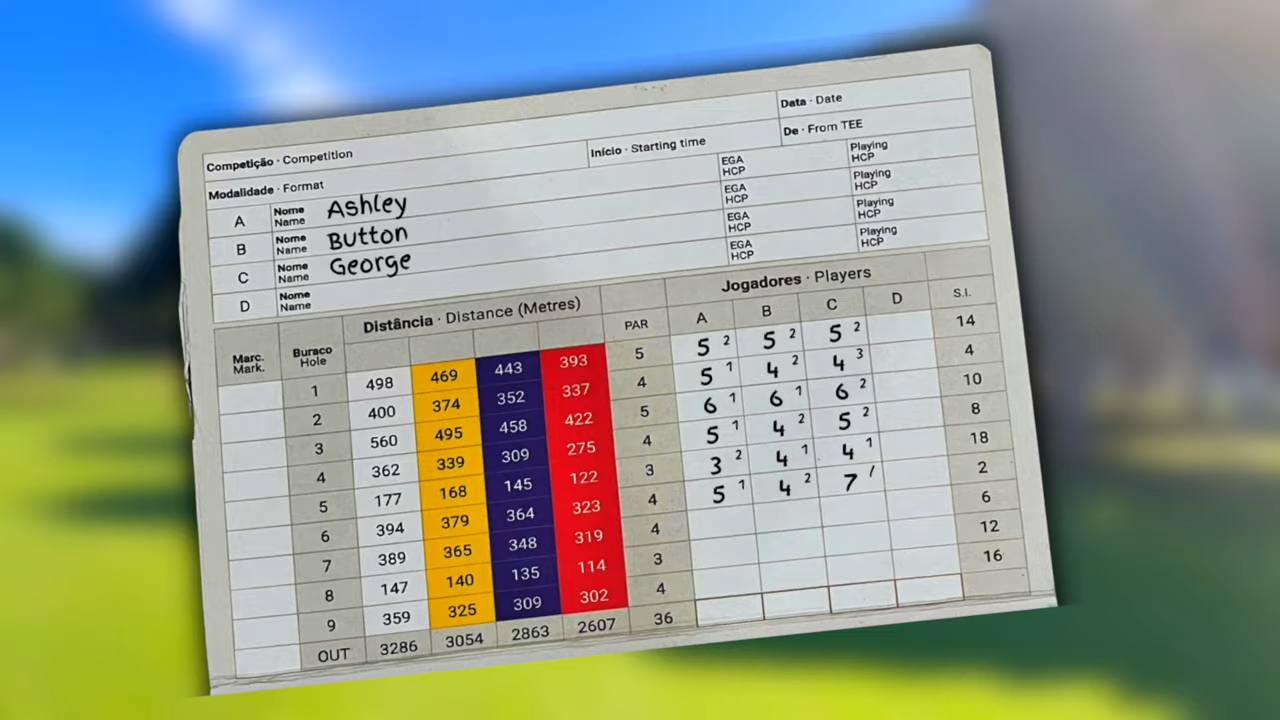 Competição · Competition Data · Date
Modalidade · Format Início · Starting time De · From TEE
A Nome Name Ashley EGA HCP Playing HCP
B Nome Name Button EGA HCP Playing HCP
C Nome Name George EGA HCP Playing HCP
D Nome Name EGA HCP Playing HCP
Marc. Mark. Buraco Hole Distância · Distance (Metres) PAR Jogadores · Players S.I.
A B C D
1 498 469 443 393 5 5 2 5 2 5 2 14
2 400 374 352 337 4 5 1 4 2 4 3 4
3 560 495 458 422 5 6 1 6 1 6 2 10
4 362 339 309 275 4 5 1 4 2 5 2 8
5 177 168 145 122 3 3 2 4 1 4 1 18
6 394 379 364 323 4 5 1 4 2 7 / 2
7 389 365 348 319 4 6
8 147 140 135 114 3 12
9 359 325 309 302 4 16
OUT 3286 3054 2863 2607 36